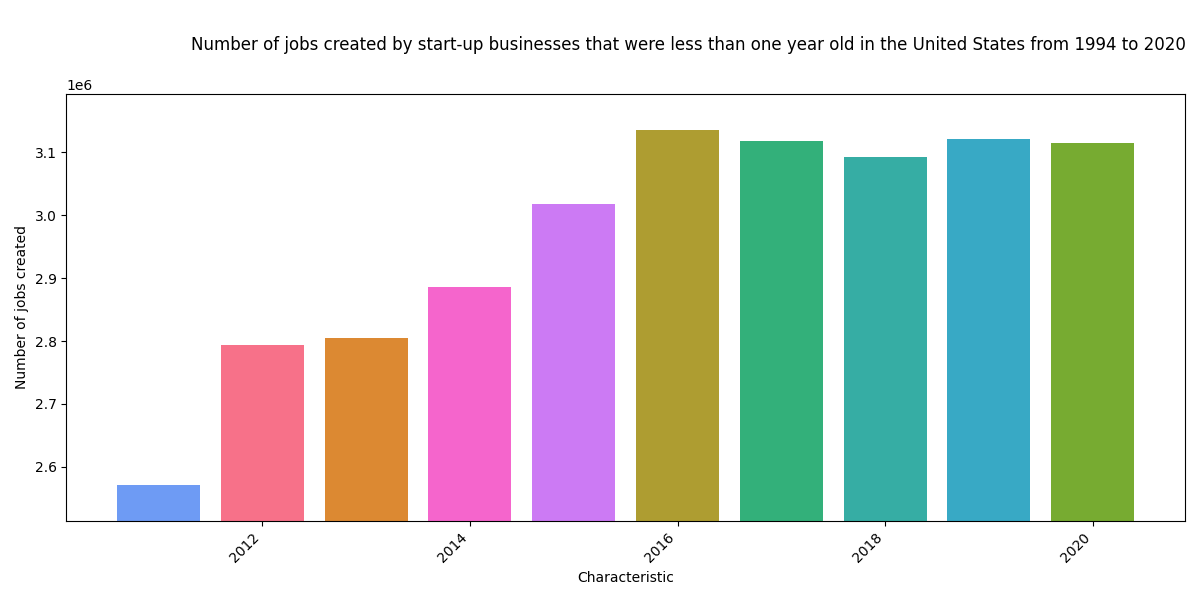 Number of jobs created by start-up businesses that were less than one year old in the United States from 1994 to 2020
1e6
3.1
3.0
2.9
2.8
2.7
2.6
Number of jobs created
2012
2014
2016
2018
2020
Characteristic